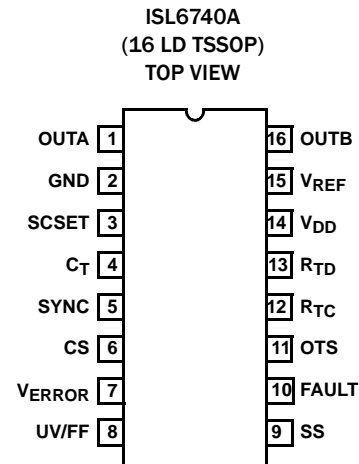 ISL6740A
(16 LD TSSOP)
TOP VIEW
OUTA 1 16 OUTB
GND 2 15 VREF
SCSET 3 14 VDD
CT 4 13 RTD
SYNC 5 12 RTC
CS 6 11 OTS
VERROR 7 10 FAULT
UV/FF 8 9 SS